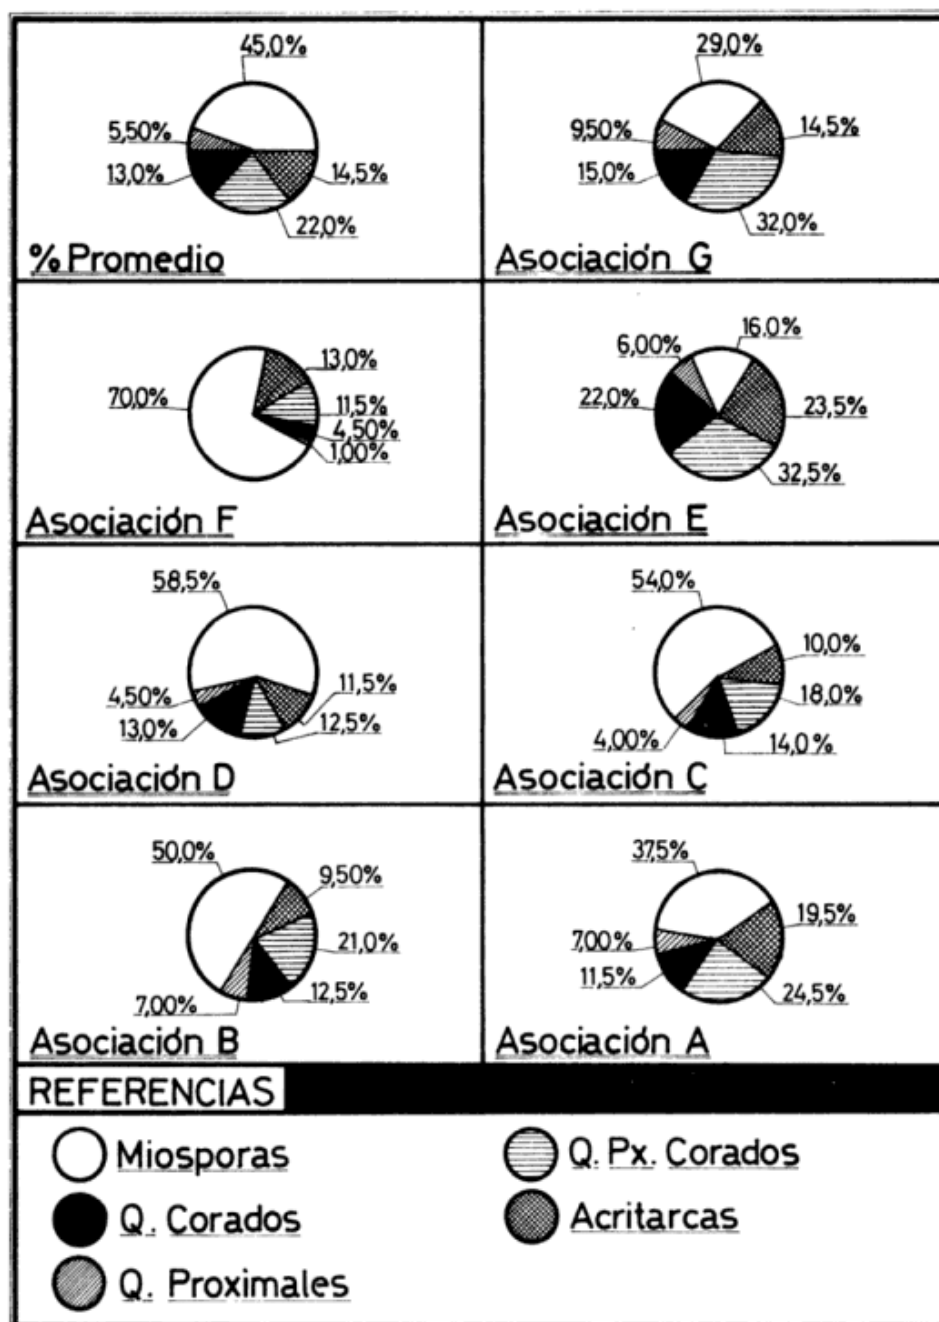 45,0%
5,50%
13,0%
14,5%
22,0%
% Promedio
29,0%
9,50%
14,5%
15,0%
32,0%
Asociación G
70,0%
13,0%
11,5%
4,50%
1,00%
Asociación F
16,0%
6,00%
22,0%
23,5%
32,5%
Asociación E
58,5%
4,50%
11,5%
13,0%
12,5%
Asociación D
54,0%
10,0%
18,0%
4,00%
14,0%
Asociación C
50,0%
9,50%
21,0%
7,00%
12,5%
Asociación B
37,5%
19,5%
7,00%
11,5%
24,5%
Asociación A
REFERENCIAS
Miosporas
Q. Px. Corados
Q. Corados
Acritarcas
Q. Proximales